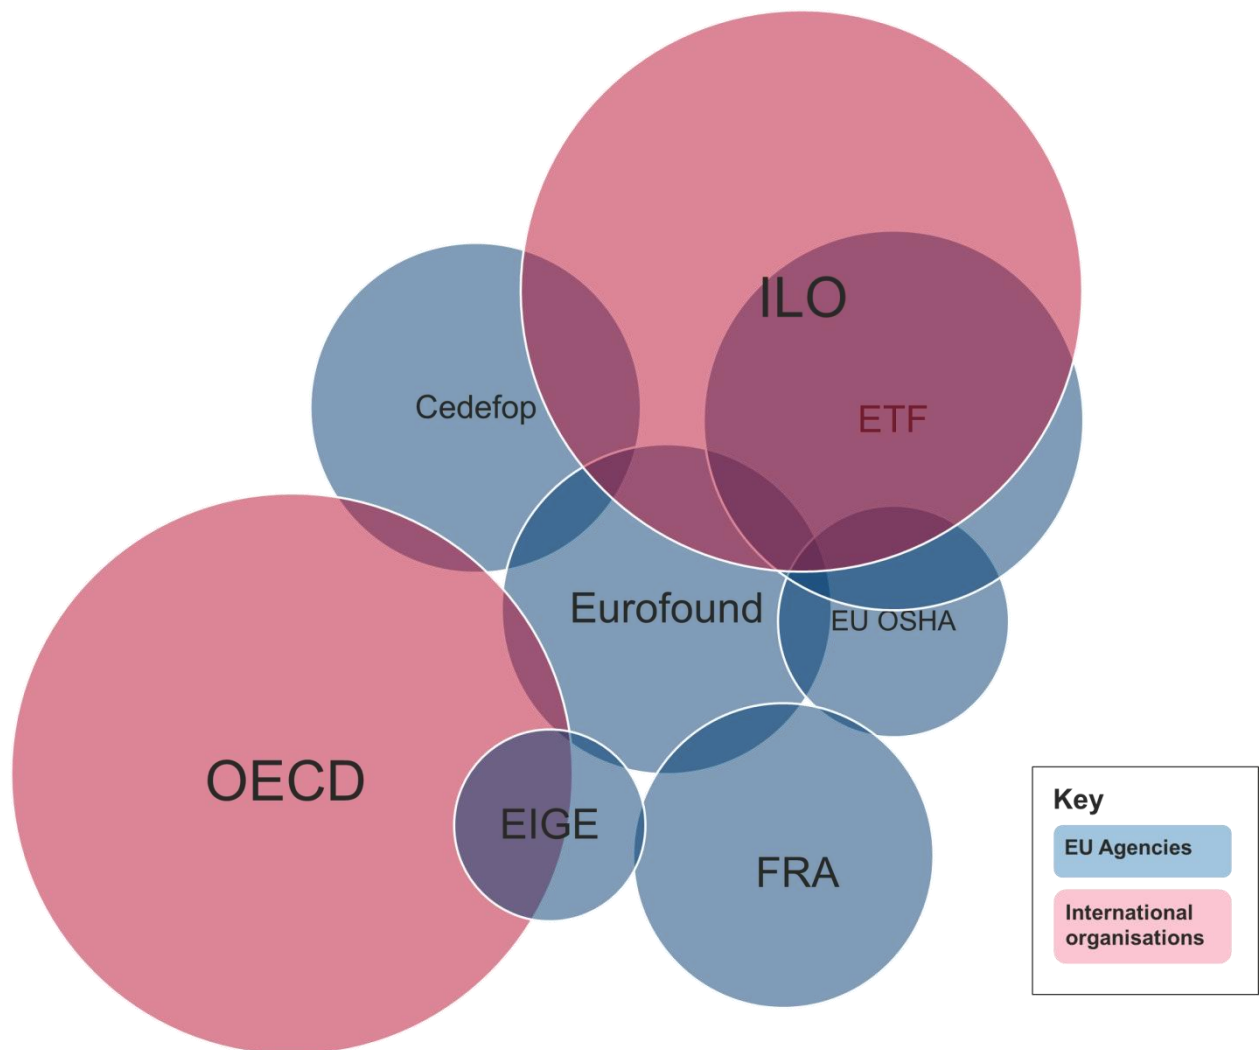 ILO
Cedefop
ETF
Eurofound
EU OSHA
OECD
EIGE
FRA
Key
EU Agencies
International
organisations